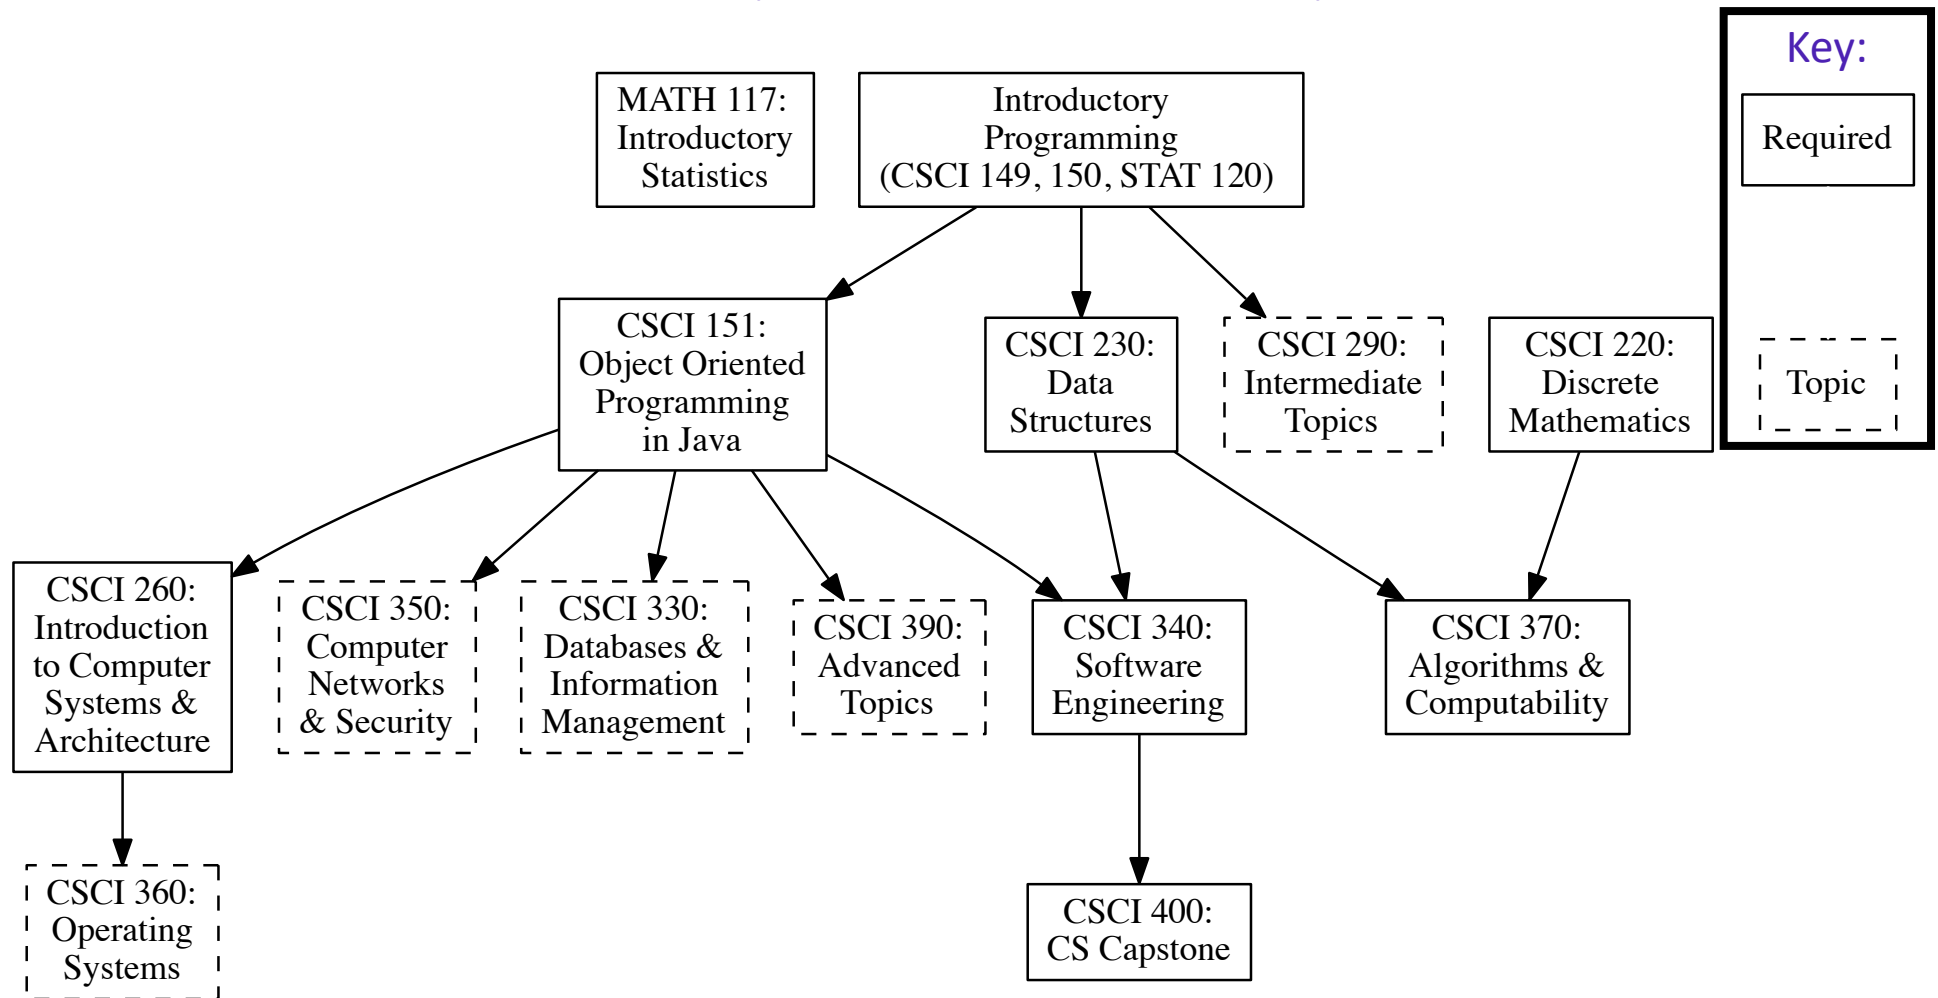 Key:
MATH 117:
Introductory
Statistics
Introductory
Programming
(CSCI 149, 150, STAT 120)
Required
CSCI 151:
Object Oriented
Programming
in Java
CSCI 230:
Data
Structures
CSCI 290:
Intermediate
Topics
CSCI 220:
Discrete
Mathematics
Topic
CSCI 260:
Introduction
to Computer
Systems &
Architecture
CSCI 350:
Computer
Networks
& Security
CSCI 330:
Databases &
Information
Management
CSCI 390:
Advanced
Topics
CSCI 340:
Software
Engineering
CSCI 370:
Algorithms &
Computability
CSCI 360:
Operating
Systems
CSCI 400:
CS Capstone